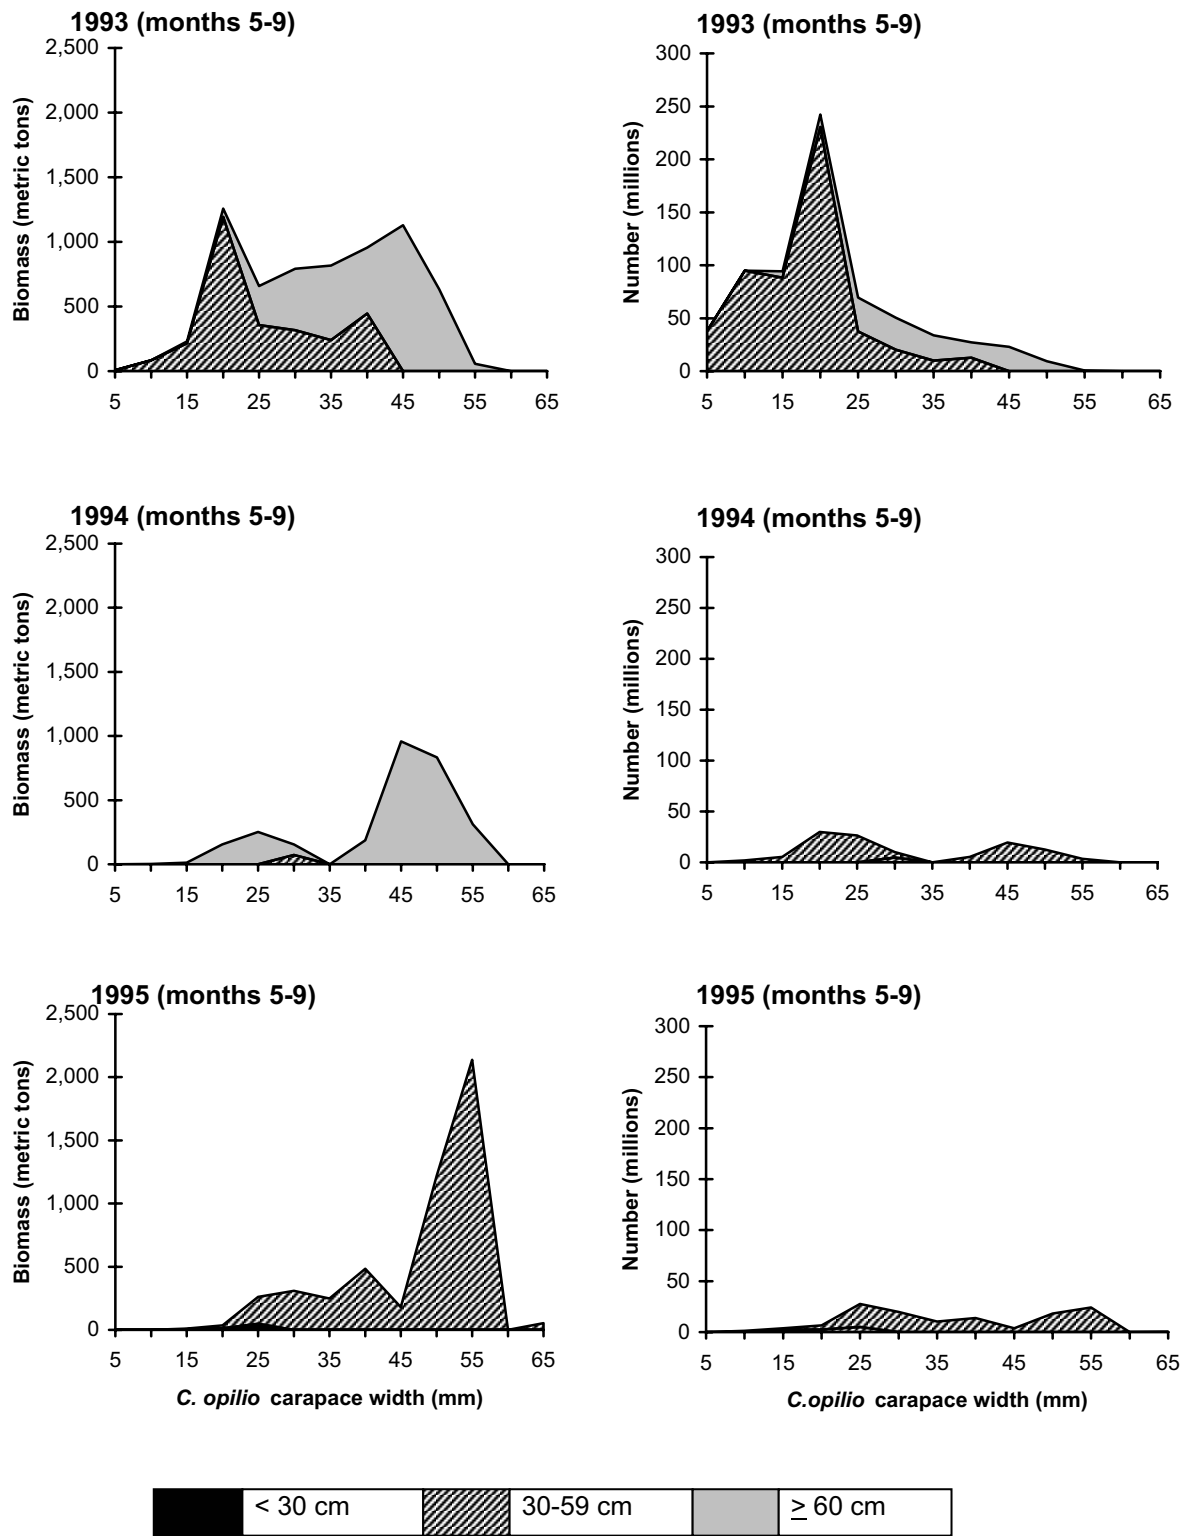 1993 (months 5-9)
2,500
2,000
1,500
1,000
500
0
Biomass (metric tons)
5 15 25 35 45 55 65
1993 (months 5-9)
300
250
200
150
100
50
0
Number (millions)
5 15 25 35 45 55 65
1994 (months 5-9)
2,500
2,000
1,500
1,000
500
0
Biomass (metric tons)
5 15 25 35 45 55 65
1994 (months 5-9)
300
250
200
150
100
50
0
Number (millions)
5 15 25 35 45 55 65
1995 (months 5-9)
2,500
2,000
1,500
1,000
500
0
Biomass (metric tons)
5 15 25 35 45 55 65
C. opilio carapace width (mm)
1995 (months 5-9)
300
250
200
150
100
50
0
Number (millions)
5 15 25 35 45 55 65
C.opilio carapace width (mm)
< 30 cm 30-59 cm ≥ 60 cm